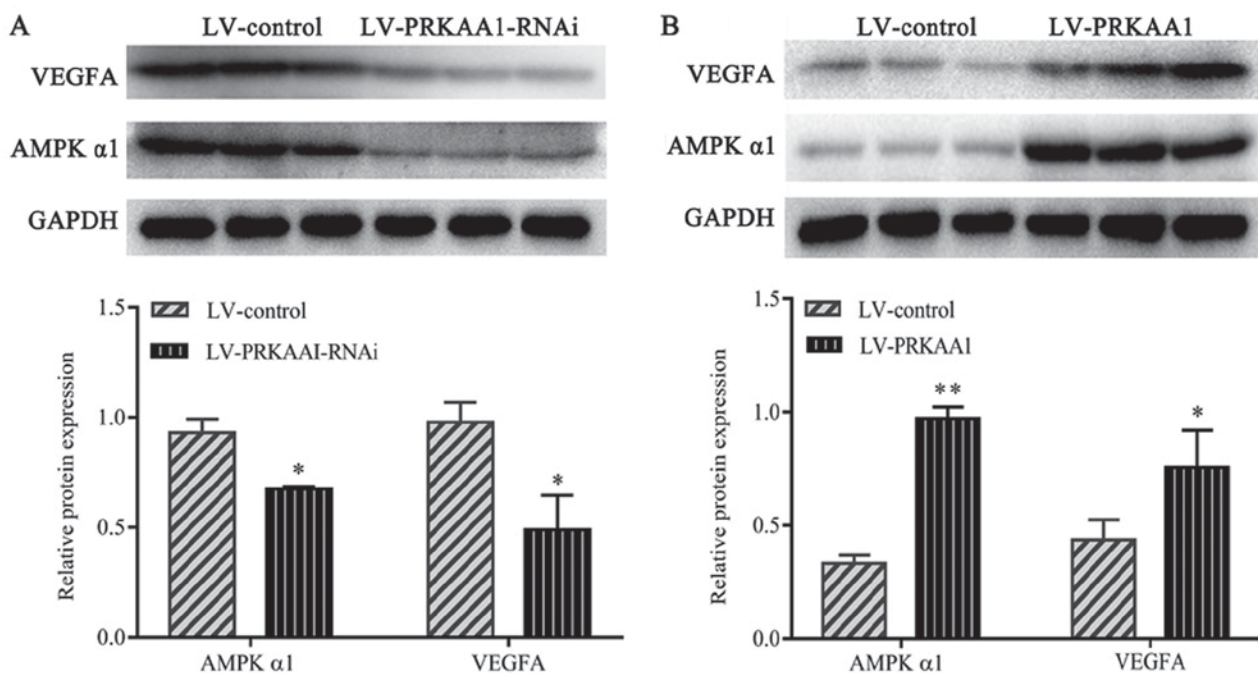 A
LV-control LV-PRKAA1-RNAi
VEGFA
AMPK α1
GAPDH
1.5
1.0
0.5
0.0
Relative protein expression
LV-control
LV-PRKAAI-RNAi
*
*
AMPK α1 VEGFA
B
LV-control LV-PRKAA1
VEGFA
AMPK α1
GAPDH
1.5
1.0
0.5
0.0
Relative protein expression
LV-control
LV-PRKAA1
**
*
AMPK α1 VEGFA